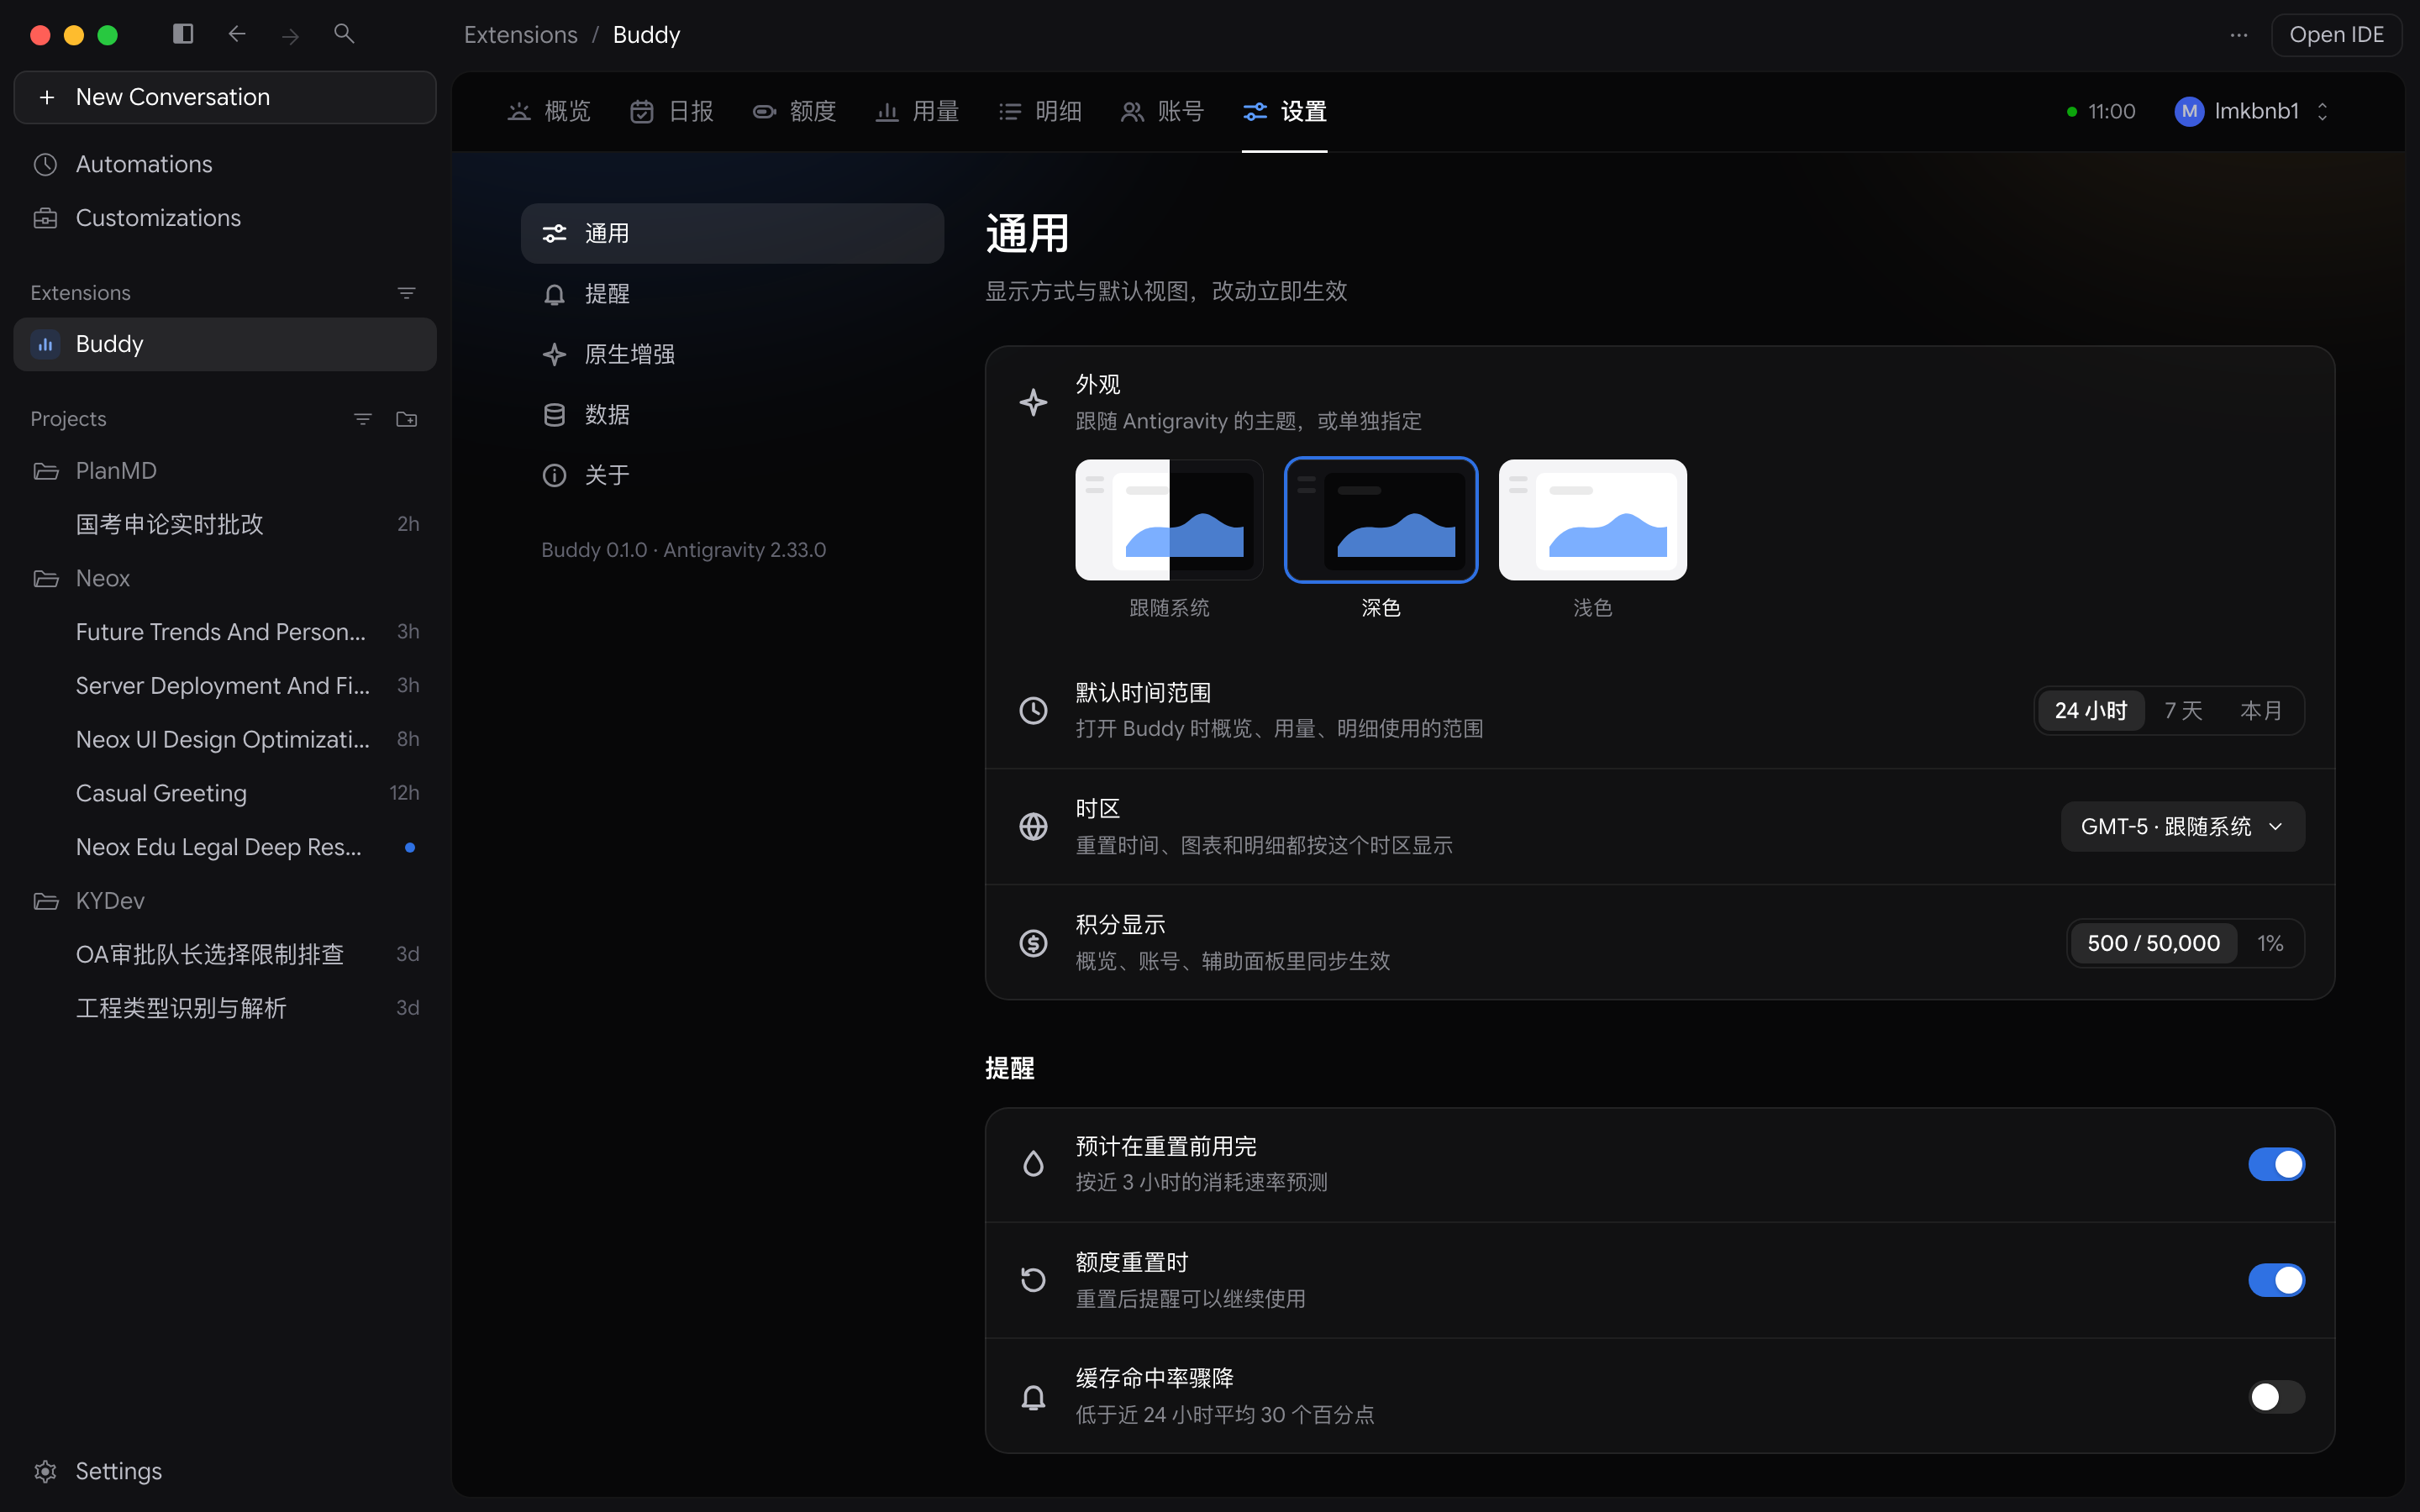 Extensions / Buddy
Open IDE
New Conversation
Automations
Customizations
Extensions
Buddy
Projects
PlanMD
国考申论实时批改 2h
Neox
Future Trends And Person... 3h
Server Deployment And Fi... 3h
Neox UI Design Optimizati... 8h
Casual Greeting 12h
Neox Edu Legal Deep Res...
KYDev
OA审批队长选择限制排查 3d
工程类型识别与解析 3d
Settings
概览 日报 额度 用量 明细 账号 设置
11:00 M lmkbnb1
通用
提醒
原生增强
数据
关于
Buddy 0.1.0 · Antigravity 2.33.0
通用
显示方式与默认视图，改动立即生效
外观
跟随 Antigravity 的主题，或单独指定
跟随系统 深色 浅色
默认时间范围
打开 Buddy 时概览、用量、明细使用的范围
24 小时 7 天 本月
时区
重置时间、图表和明细都按这个时区显示
GMT-5 · 跟随系统
积分显示
概览、账号、辅助面板里同步生效
500 / 50,000 1%
提醒
预计在重置前用完
按近 3 小时的消耗速率预测
额度重置时
重置后提醒可以继续使用
缓存命中率骤降
低于近 24 小时平均 30 个百分点